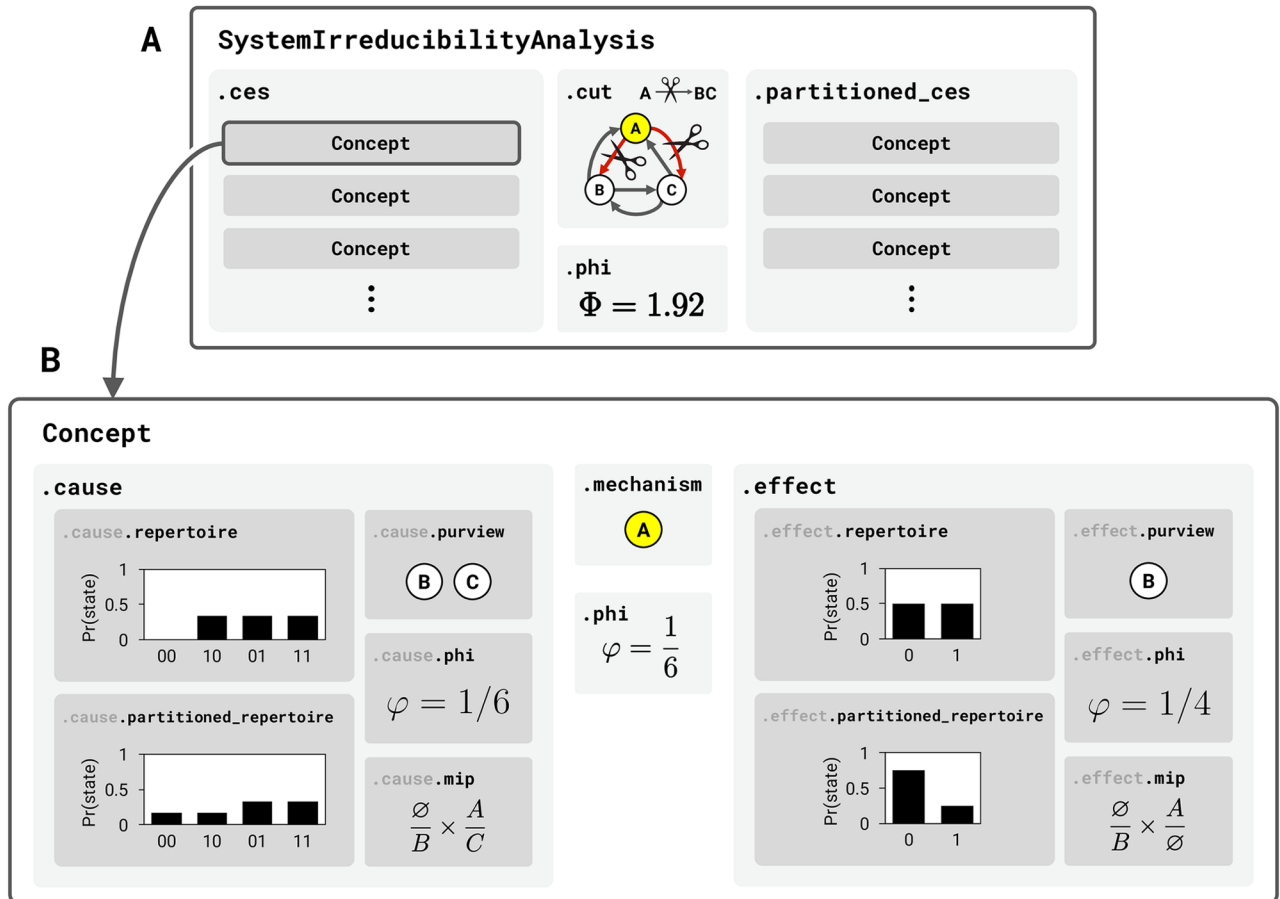 A
SystemIrreducibilityAnalysis
.ces
Concept
Concept
Concept
⋮
.cut A BC
A
B C
.phi
Φ = 1.92
.partitioned_ces
Concept
Concept
Concept
⋮
B
Concept
.cause
.cause.repertoire
Pr(state)
1
0.5
0
00 10 01 11
.cause.partitioned_repertoire
Pr(state)
1
0.5
0
00 10 01 11
.cause.purview
B C
.cause.phi
φ = 1/6
.cause.mip
∅/B × A/C
.mechanism
A
.phi
φ = 1/6
.effect
.effect.repertoire
Pr(state)
1
0.5
0
0 1
.effect.partitioned_repertoire
Pr(state)
1
0.5
0
0 1
.effect.purview
B
.effect.phi
φ = 1/4
.effect.mip
∅/B × A/∅